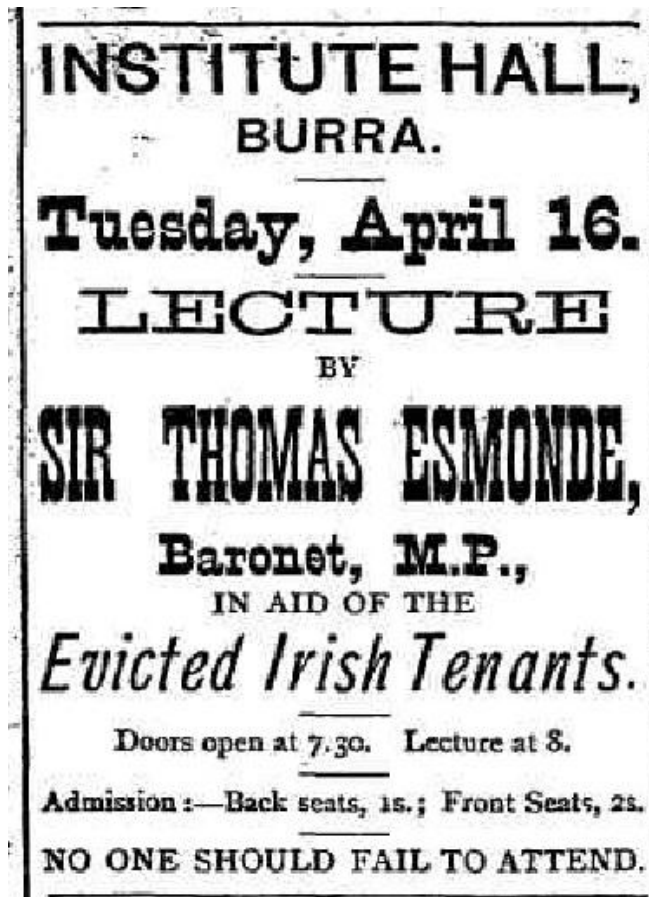 INSTITUTE HALL,
BURRA.
Tuesday, April 16.
LECTURE
BY
SIR THOMAS ESMONDE,
Baronet, M.P.,
IN AID OF THE
Evicted Irish Tenants.
Doors open at 7.30. Lecture at 8.
Admission:—Back seats, 1s.; Front Seats, 2s.
NO ONE SHOULD FAIL TO ATTEND.